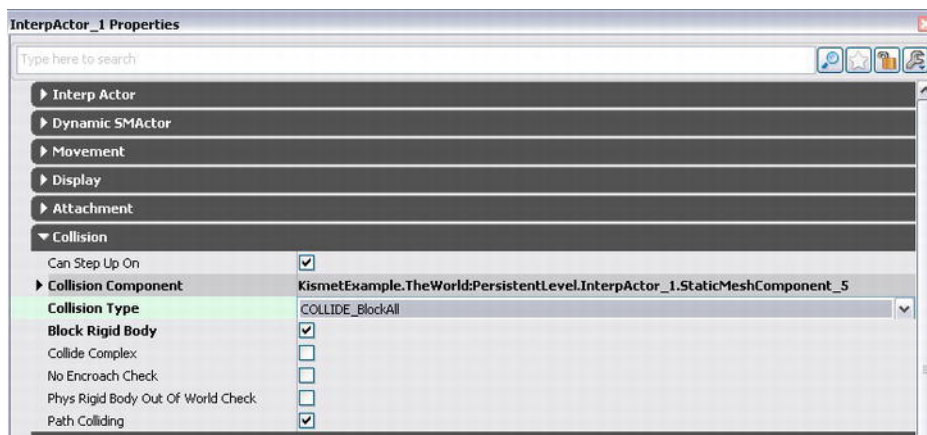 InterpActor_1 Properties
Type here to search
Interp Actor
Dynamic SMActor
Movement
Display
Attachment
Collision
Can Step Up On
Collision Component KismetExample.TheWorld:PersistentLevel.InterpActor_1.StaticMeshComponent_5
Collision Type COLLIDE_BlockAll
Block Rigid Body
Collide Complex
No Encroach Check
Phys Rigid Body Out Of World Check
Path Colliding